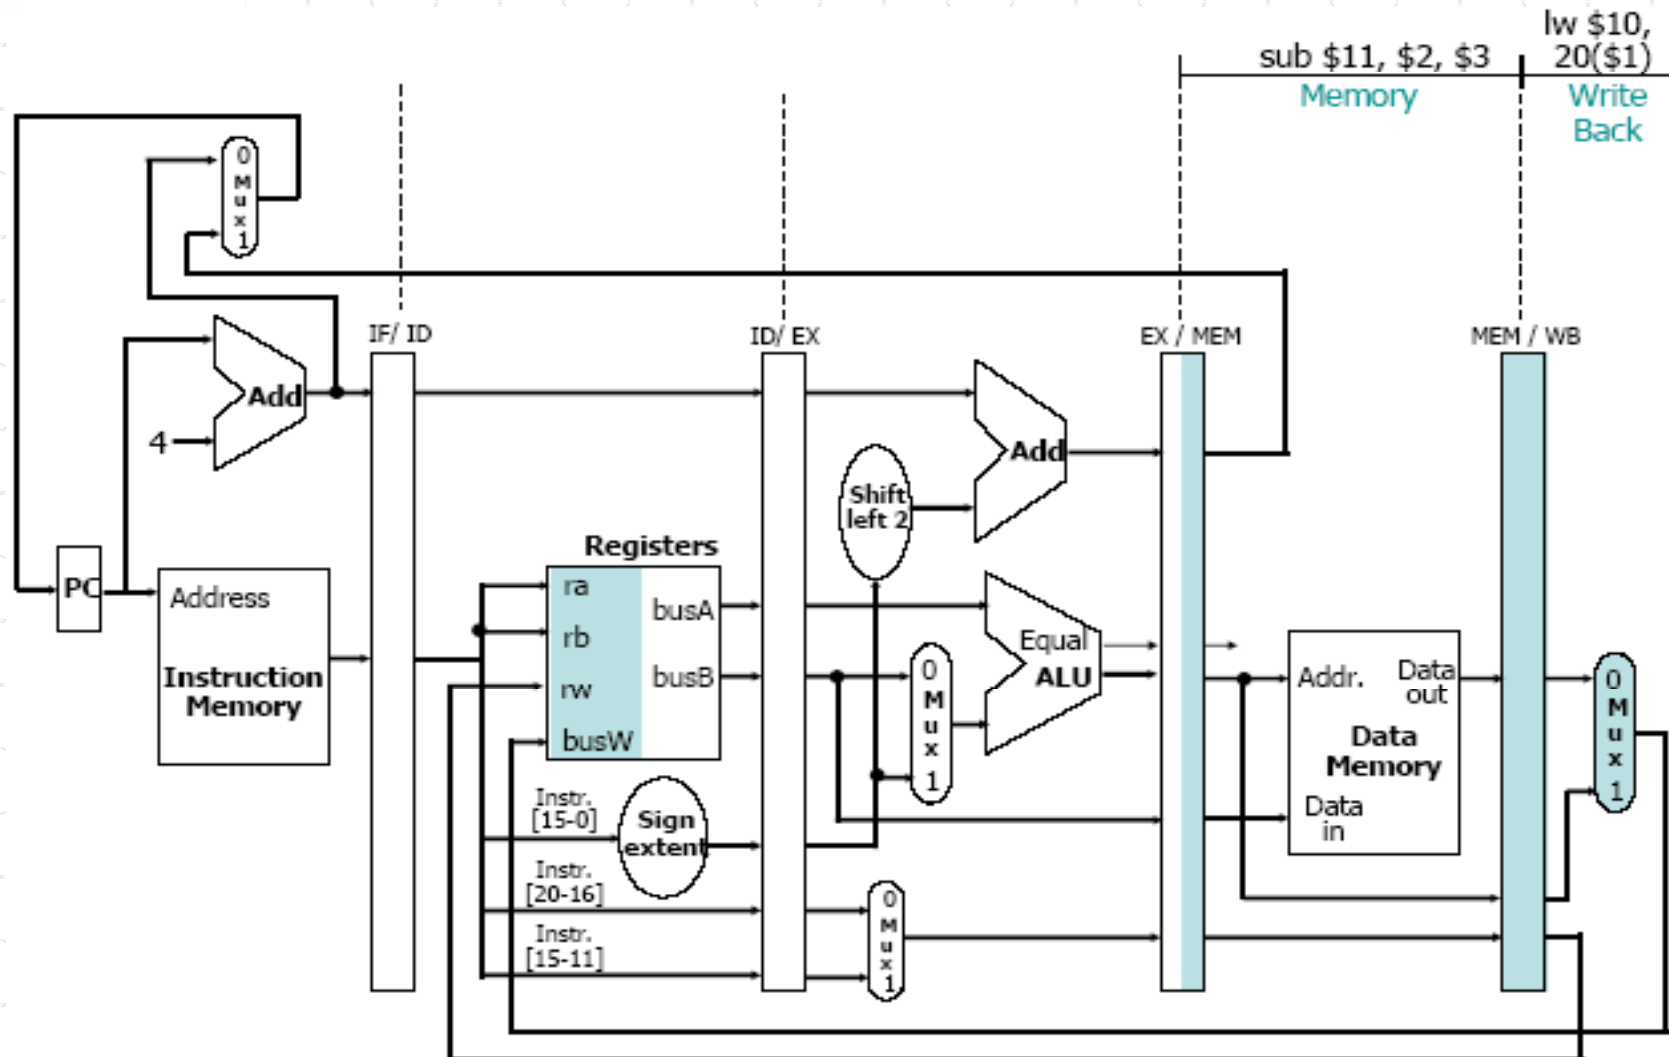 lw $10,
sub $11, $2, $3
20($1)
Memory
Write
Back
0
M
u
x
1
IF/ ID
ID/ EX
EX / MEM
MEM / WB
Add
4
Add
Shift
left 2
Registers
PC
Address
Instruction
Memory
ra
rb
rw
busW
busA
busB
Equal
ALU
0
M
u
x
1
Addr.
Data
out
Data
Memory
Data
in
0
M
u
x
1
Instr.
[15-0]
Sign
extent
Instr.
[20-16]
Instr.
[15-11]
0
M
u
x
1